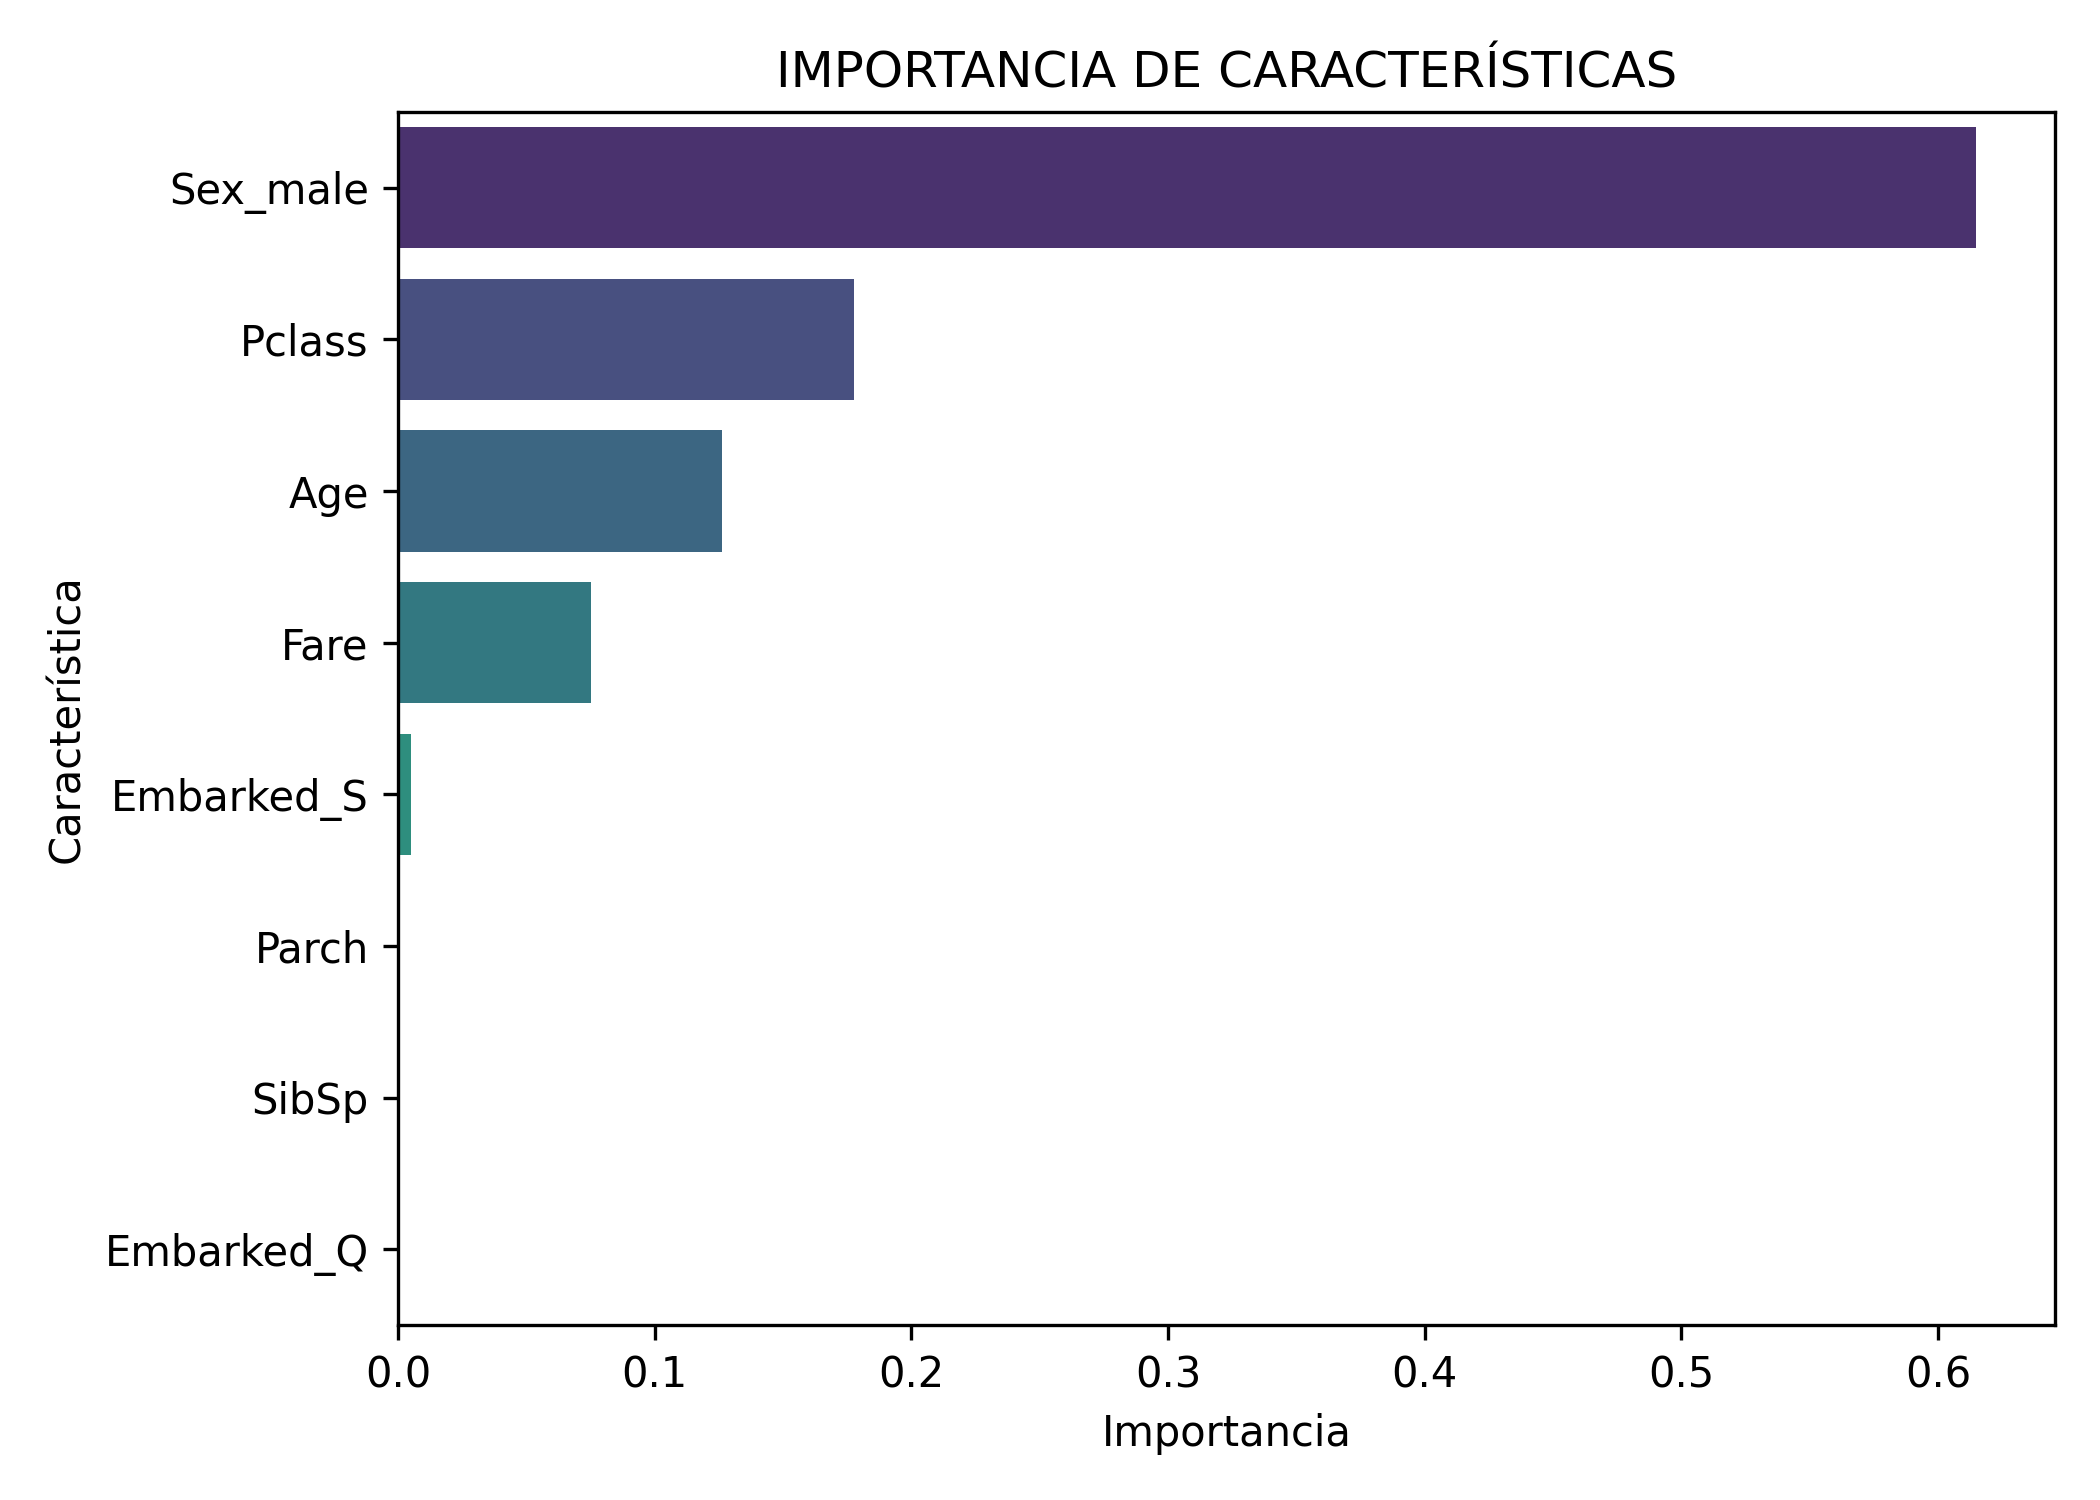 IMPORTANCIA DE CARACTERÍSTICAS
Característica
Sex_male
Pclass
Age
Fare
Embarked_S
Parch
SibSp
Embarked_Q
0.0 0.1 0.2 0.3 0.4 0.5 0.6
Importancia